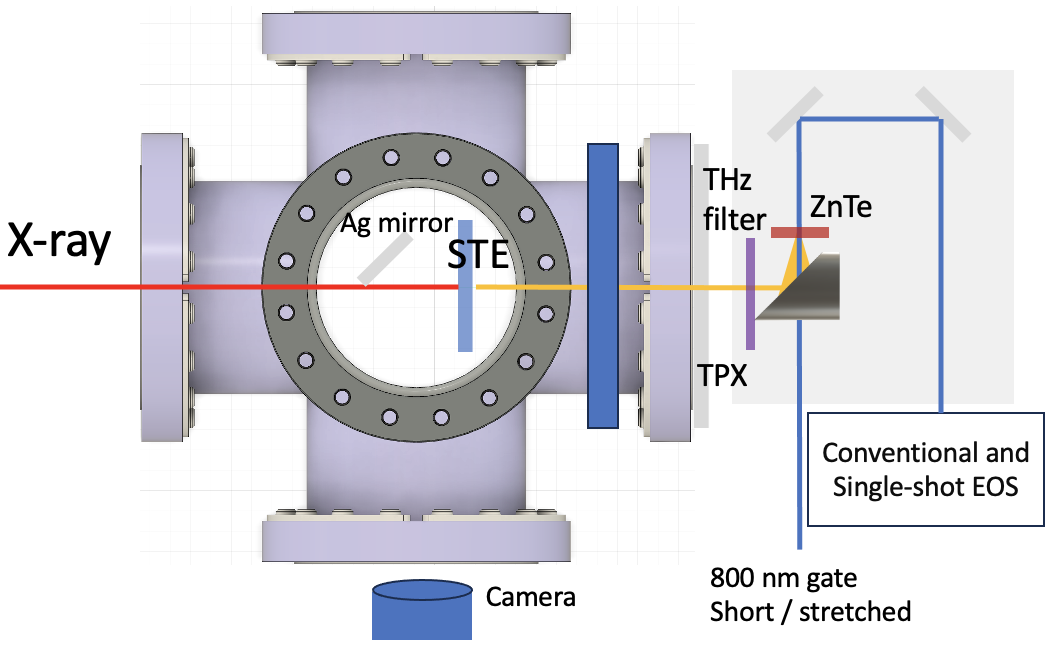 X-ray
Ag mirror
STE
THz
filter
ZnTe
TPX
Conventional and
Single-shot EOS
800 nm gate
Short / stretched
Camera